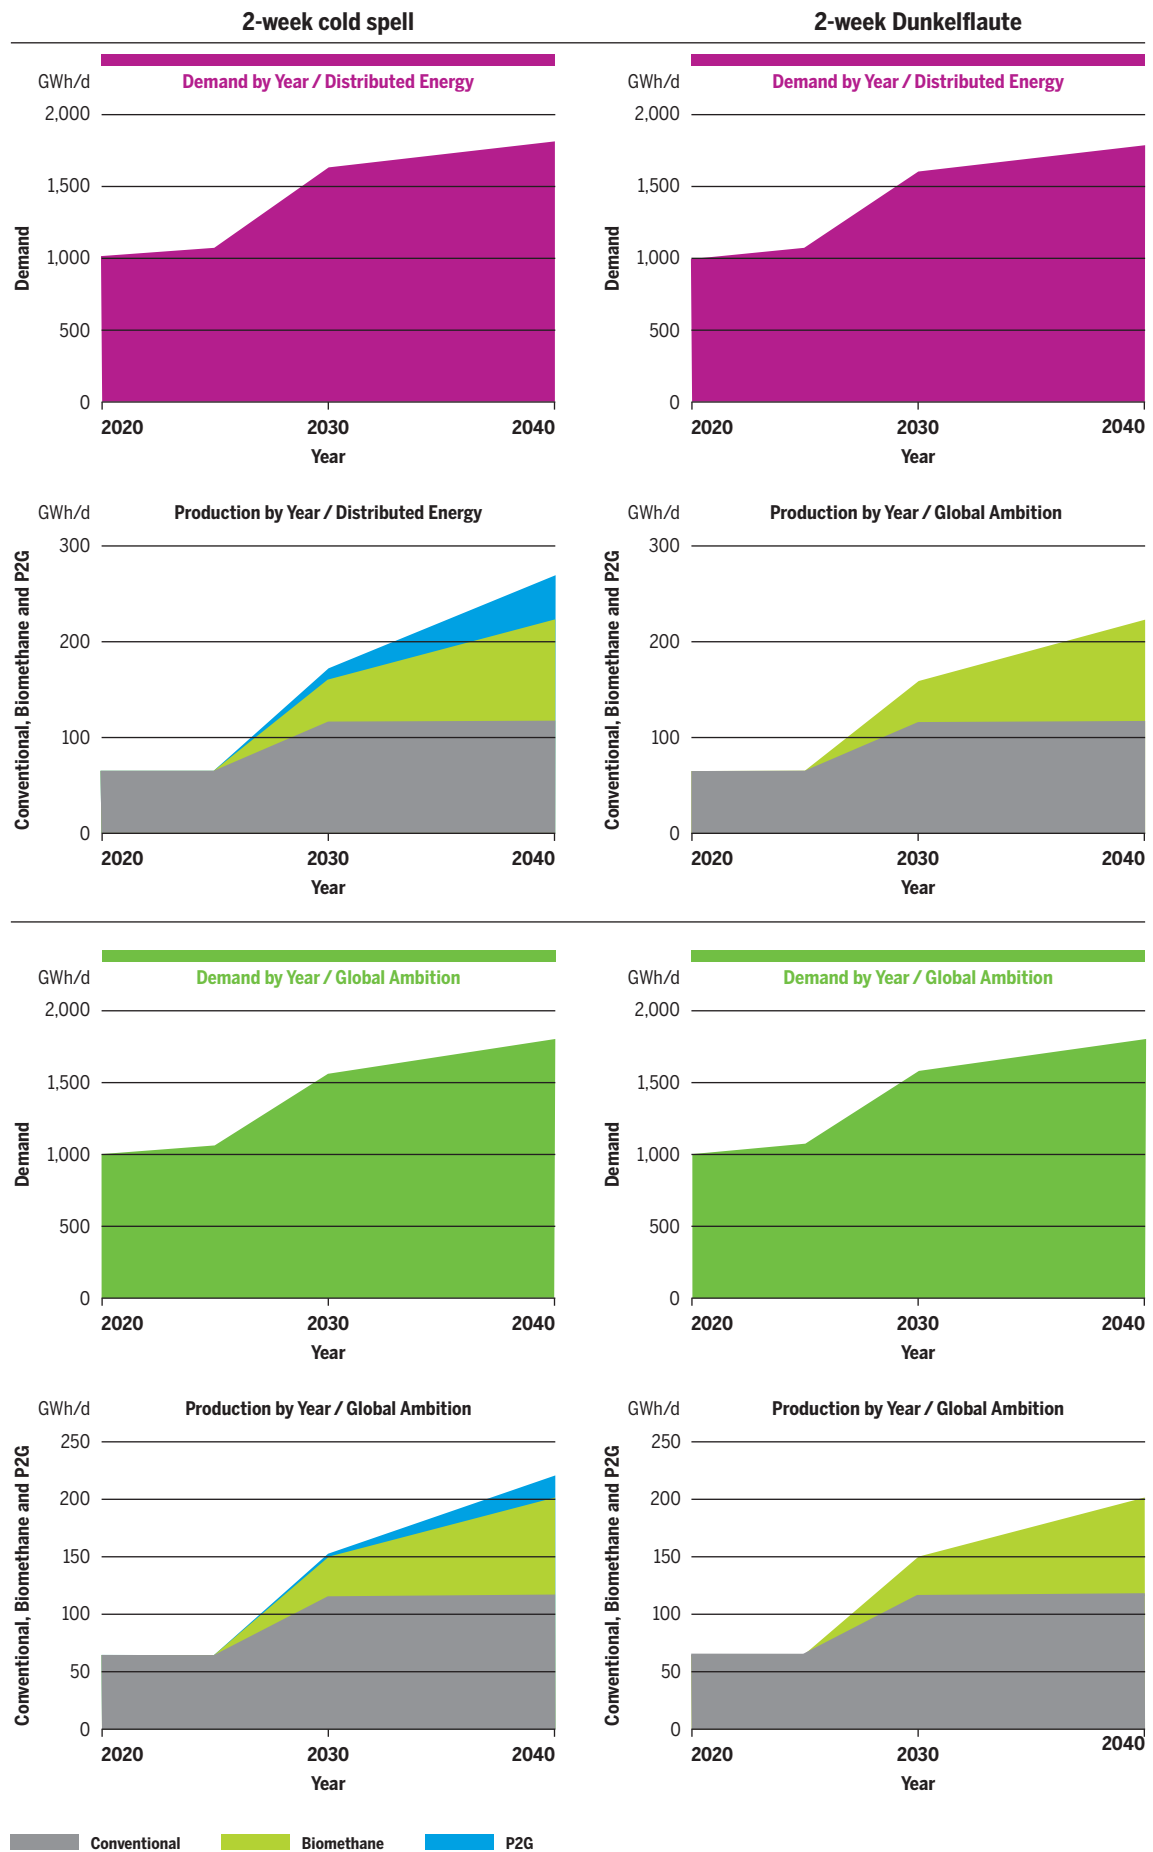 2-week cold spell
2-week Dunkelflaute
GWh/d
Demand by Year / Distributed Energy
2,000
1,500
1,000
500
0
Demand
2020
2030
2040
Year
GWh/d
Demand by Year / Distributed Energy
2,000
1,500
1,000
500
0
Demand
2020
2030
2040
Year
GWh/d
Production by Year / Distributed Energy
300
200
100
0
Conventional, Biomethane and P2G
2020
2030
2040
Year
GWh/d
Production by Year / Global Ambition
300
200
100
0
Conventional, Biomethane and P2G
2020
2030
2040
Year
GWh/d
Demand by Year / Global Ambition
2,000
1,500
1,000
500
0
Demand
2020
2030
2040
Year
GWh/d
Demand by Year / Global Ambition
2,000
1,500
1,000
500
0
Demand
2020
2030
2040
Year
GWh/d
Production by Year / Global Ambition
250
200
150
100
50
0
Conventional, Biomethane and P2G
2020
2030
2040
Year
GWh/d
Production by Year / Global Ambition
250
200
150
100
50
0
Conventional, Biomethane and P2G
2020
2030
2040
Year
Conventional
Biomethane
P2G